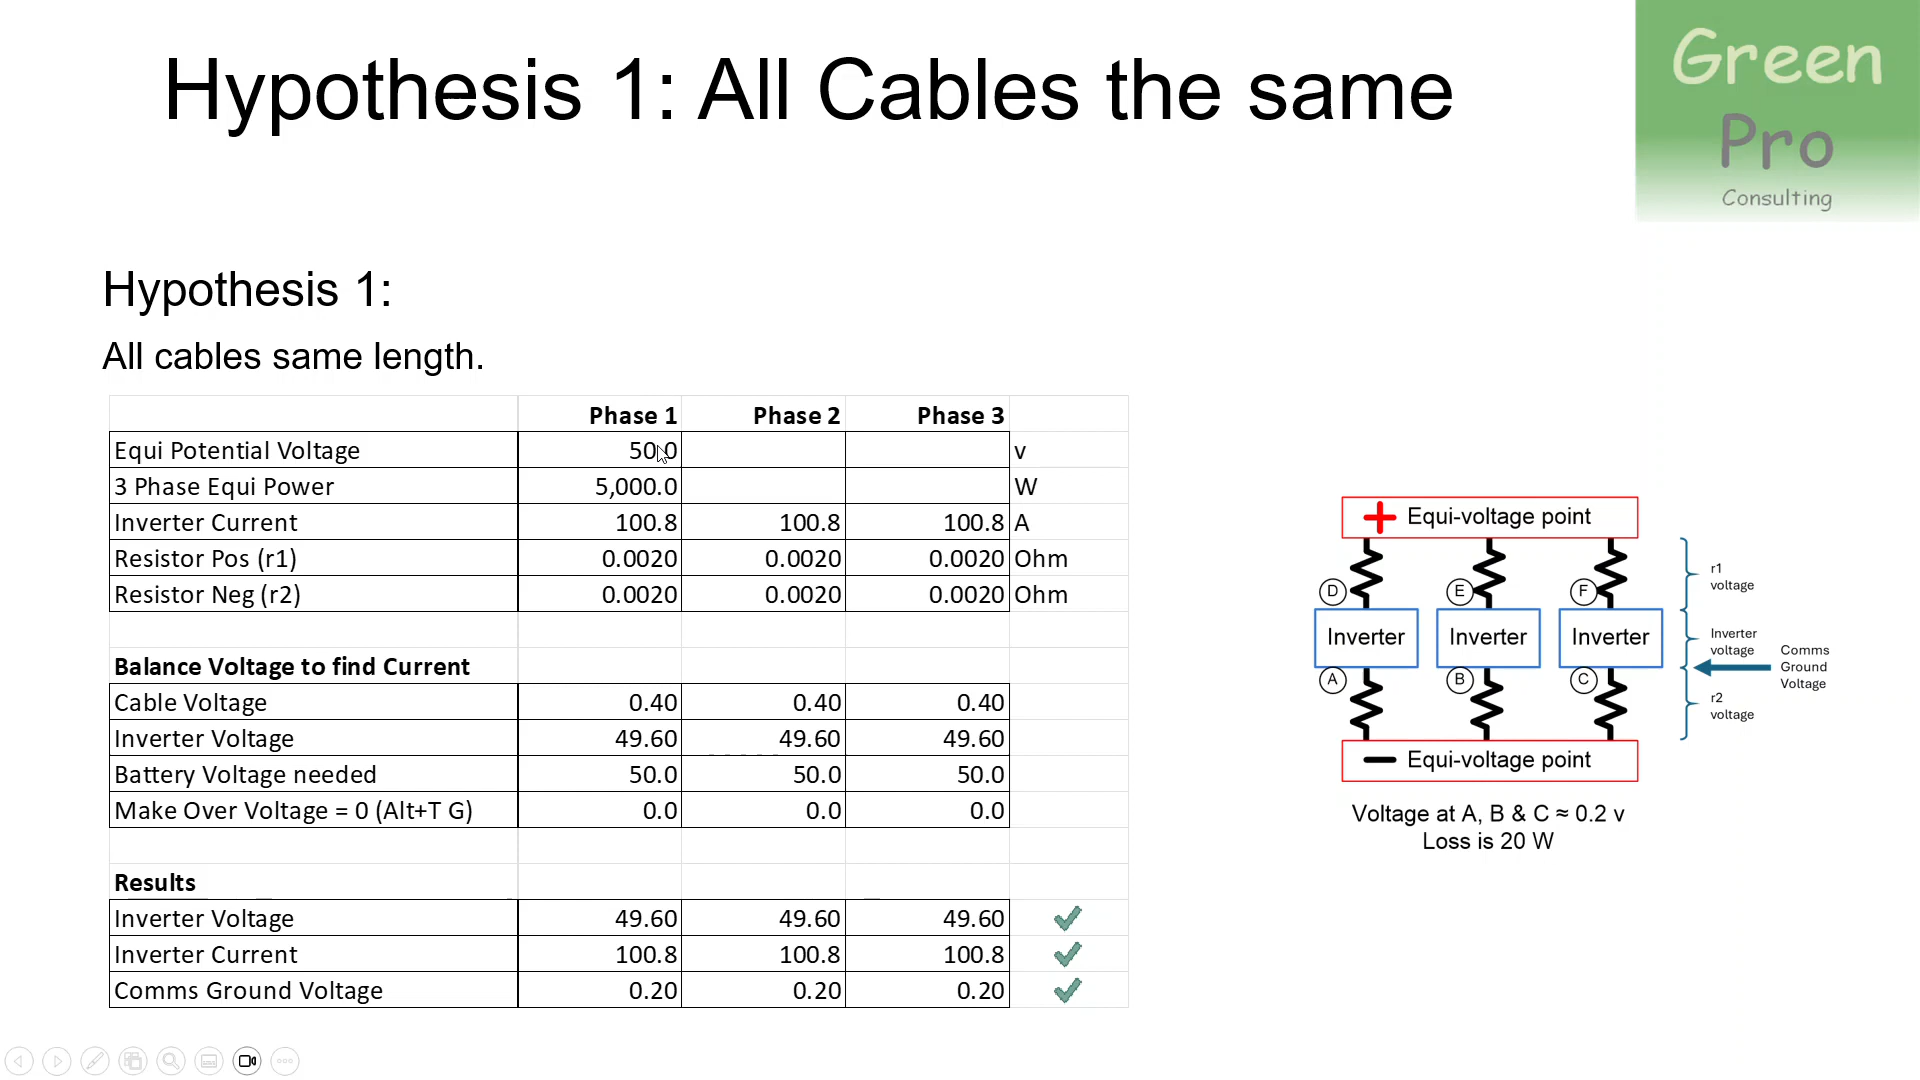 Hypothesis 1: All Cables the same
Green
Pro
Consulting
Hypothesis 1:
All cables same length.
Phase 1 Phase 2 Phase 3
Equi Potential Voltage 50.0 v
3 Phase Equi Power 5,000.0 W
Inverter Current 100.8 100.8 100.8 A
Resistor Pos (r1) 0.0020 0.0020 0.0020 Ohm
Resistor Neg (r2) 0.0020 0.0020 0.0020 Ohm
Balance Voltage to find Current
Cable Voltage 0.40 0.40 0.40
Inverter Voltage 49.60 49.60 49.60
Battery Voltage needed 50.0 50.0 50.0
Make Over Voltage = 0 (Alt+T G) 0.0 0.0 0.0
Results
Inverter Voltage 49.60 49.60 49.60
Inverter Current 100.8 100.8 100.8
Comms Ground Voltage 0.20 0.20 0.20
Equi-voltage point
r1
voltage
D E F
Inverter Inverter Inverter
Inverter
voltage
Comms
Ground
Voltage
A B C
r2
voltage
Equi-voltage point
Voltage at A, B & C ≈ 0.2 v
Loss is 20 W